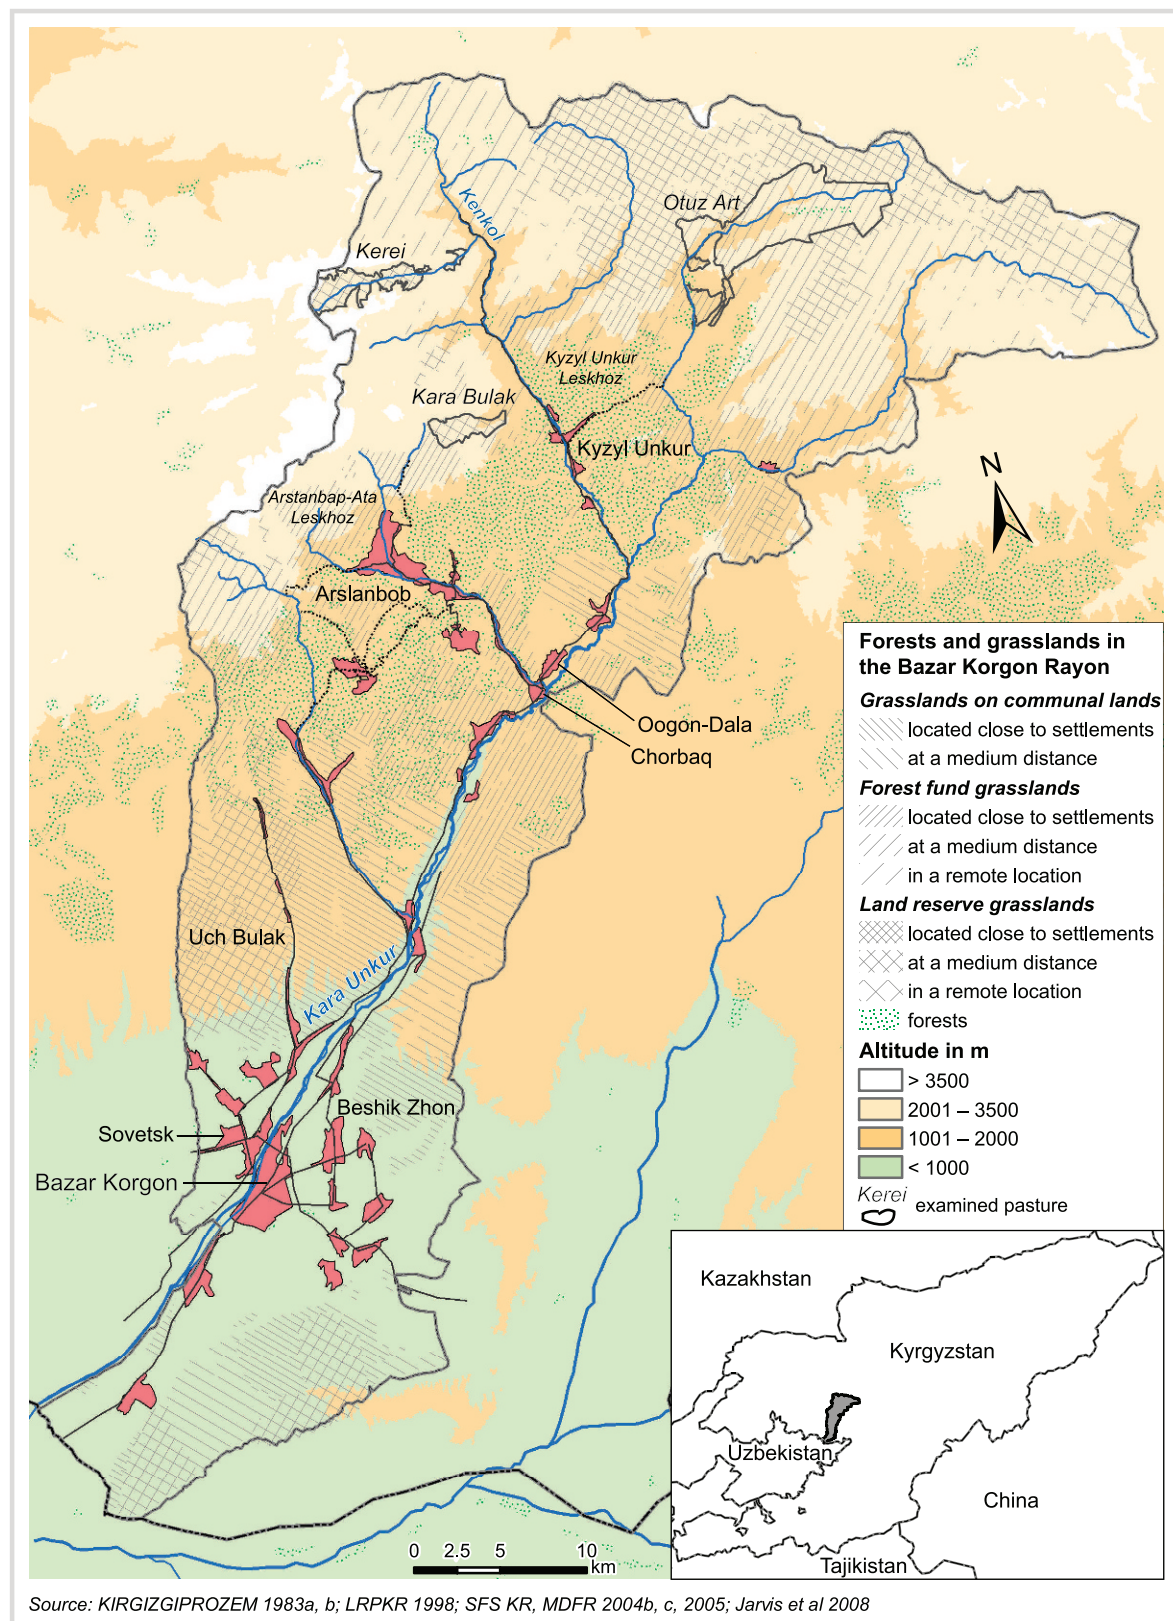 Otuz Art
Kenkol
Kerei
Kyzyl Unkur
Leskhoz
Kara Bulak
Kyzyl Unkur
N
Arstanbap-Ata
Leskhoz
Arslanbob
Oogon-Dala
Chorbaq
Uch Bulak
Kara Unkur
Beshik Zhon
Sovetsk
Bazar Korgon
Forests and grasslands in
the Bazar Korgon Rayon
Grasslands on communal lands
located close to settlements
at a medium distance
Forest fund grasslands
located close to settlements
at a medium distance
in a remote location
Land reserve grasslands
located close to settlements
at a medium distance
in a remote location
forests
Altitude in m
> 3500
2001 – 3500
1001 – 2000
< 1000
Kerei examined pasture
Kazakhstan
Kyrgyzstan
Uzbekistan
China
Tajikistan
0 2.5 5 10
km
Source: KIRGIZGIPROZEM 1983a, b; LRPKR 1998; SFS KR, MDFR 2004b, c, 2005; Jarvis et al 2008